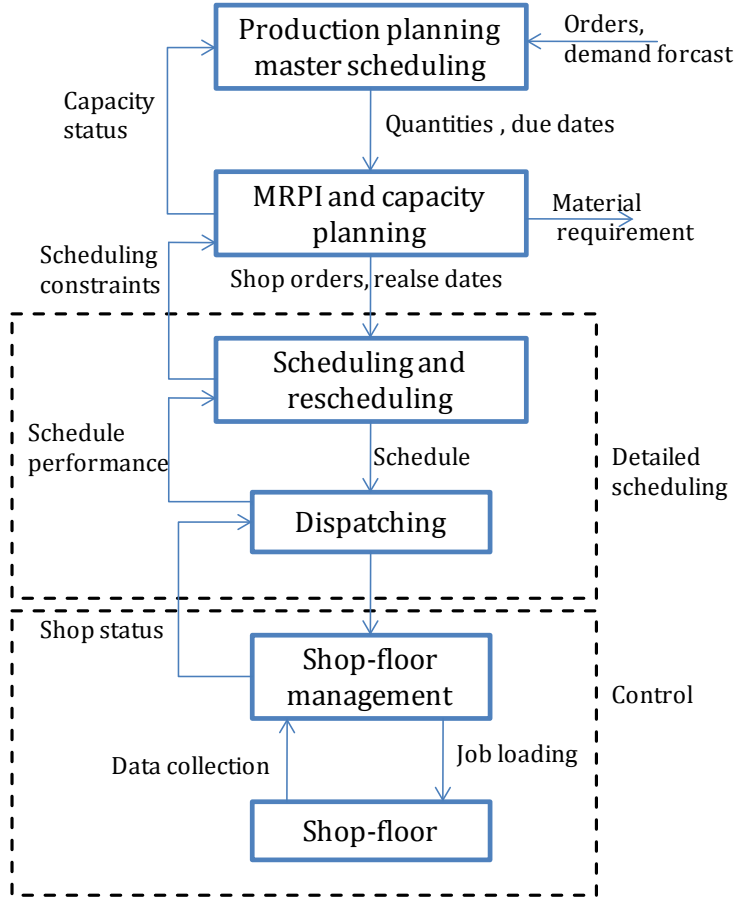 Production planning
master scheduling
Orders,
demand forcast
Capacity
status
Quantities , due dates
MRPI and capacity
planning
Material
requirement
Scheduling
constraints
Shop orders, realse dates
Scheduling and
rescheduling
Schedule
performance
Schedule
Detailed
scheduling
Dispatching
Shop status
Shop-floor
management
Control
Data collection
Job loading
Shop-floor